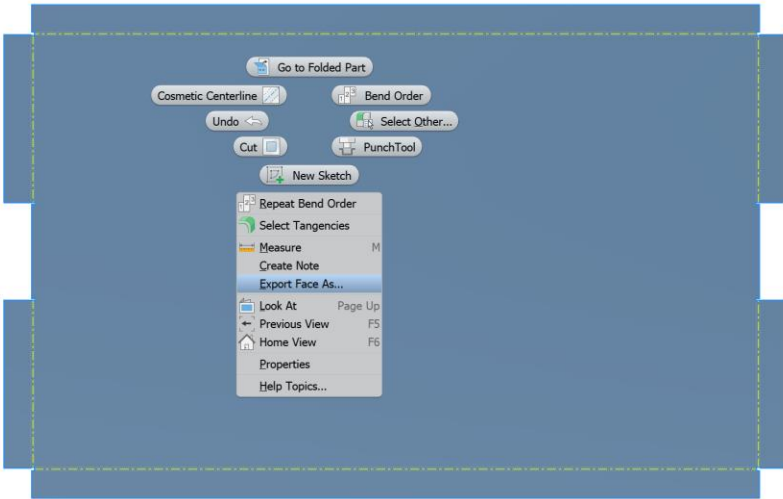 Go to Folded Part
Cosmetic Centerline
Bend Order
Undo
Select Other...
Cut
PunchTool
New Sketch
Repeat Bend Order
Select Tangencies
Measure M
Create Note
Export Face As...
Look At Page Up
Previous View F5
Home View F6
Properties
Help Topics...